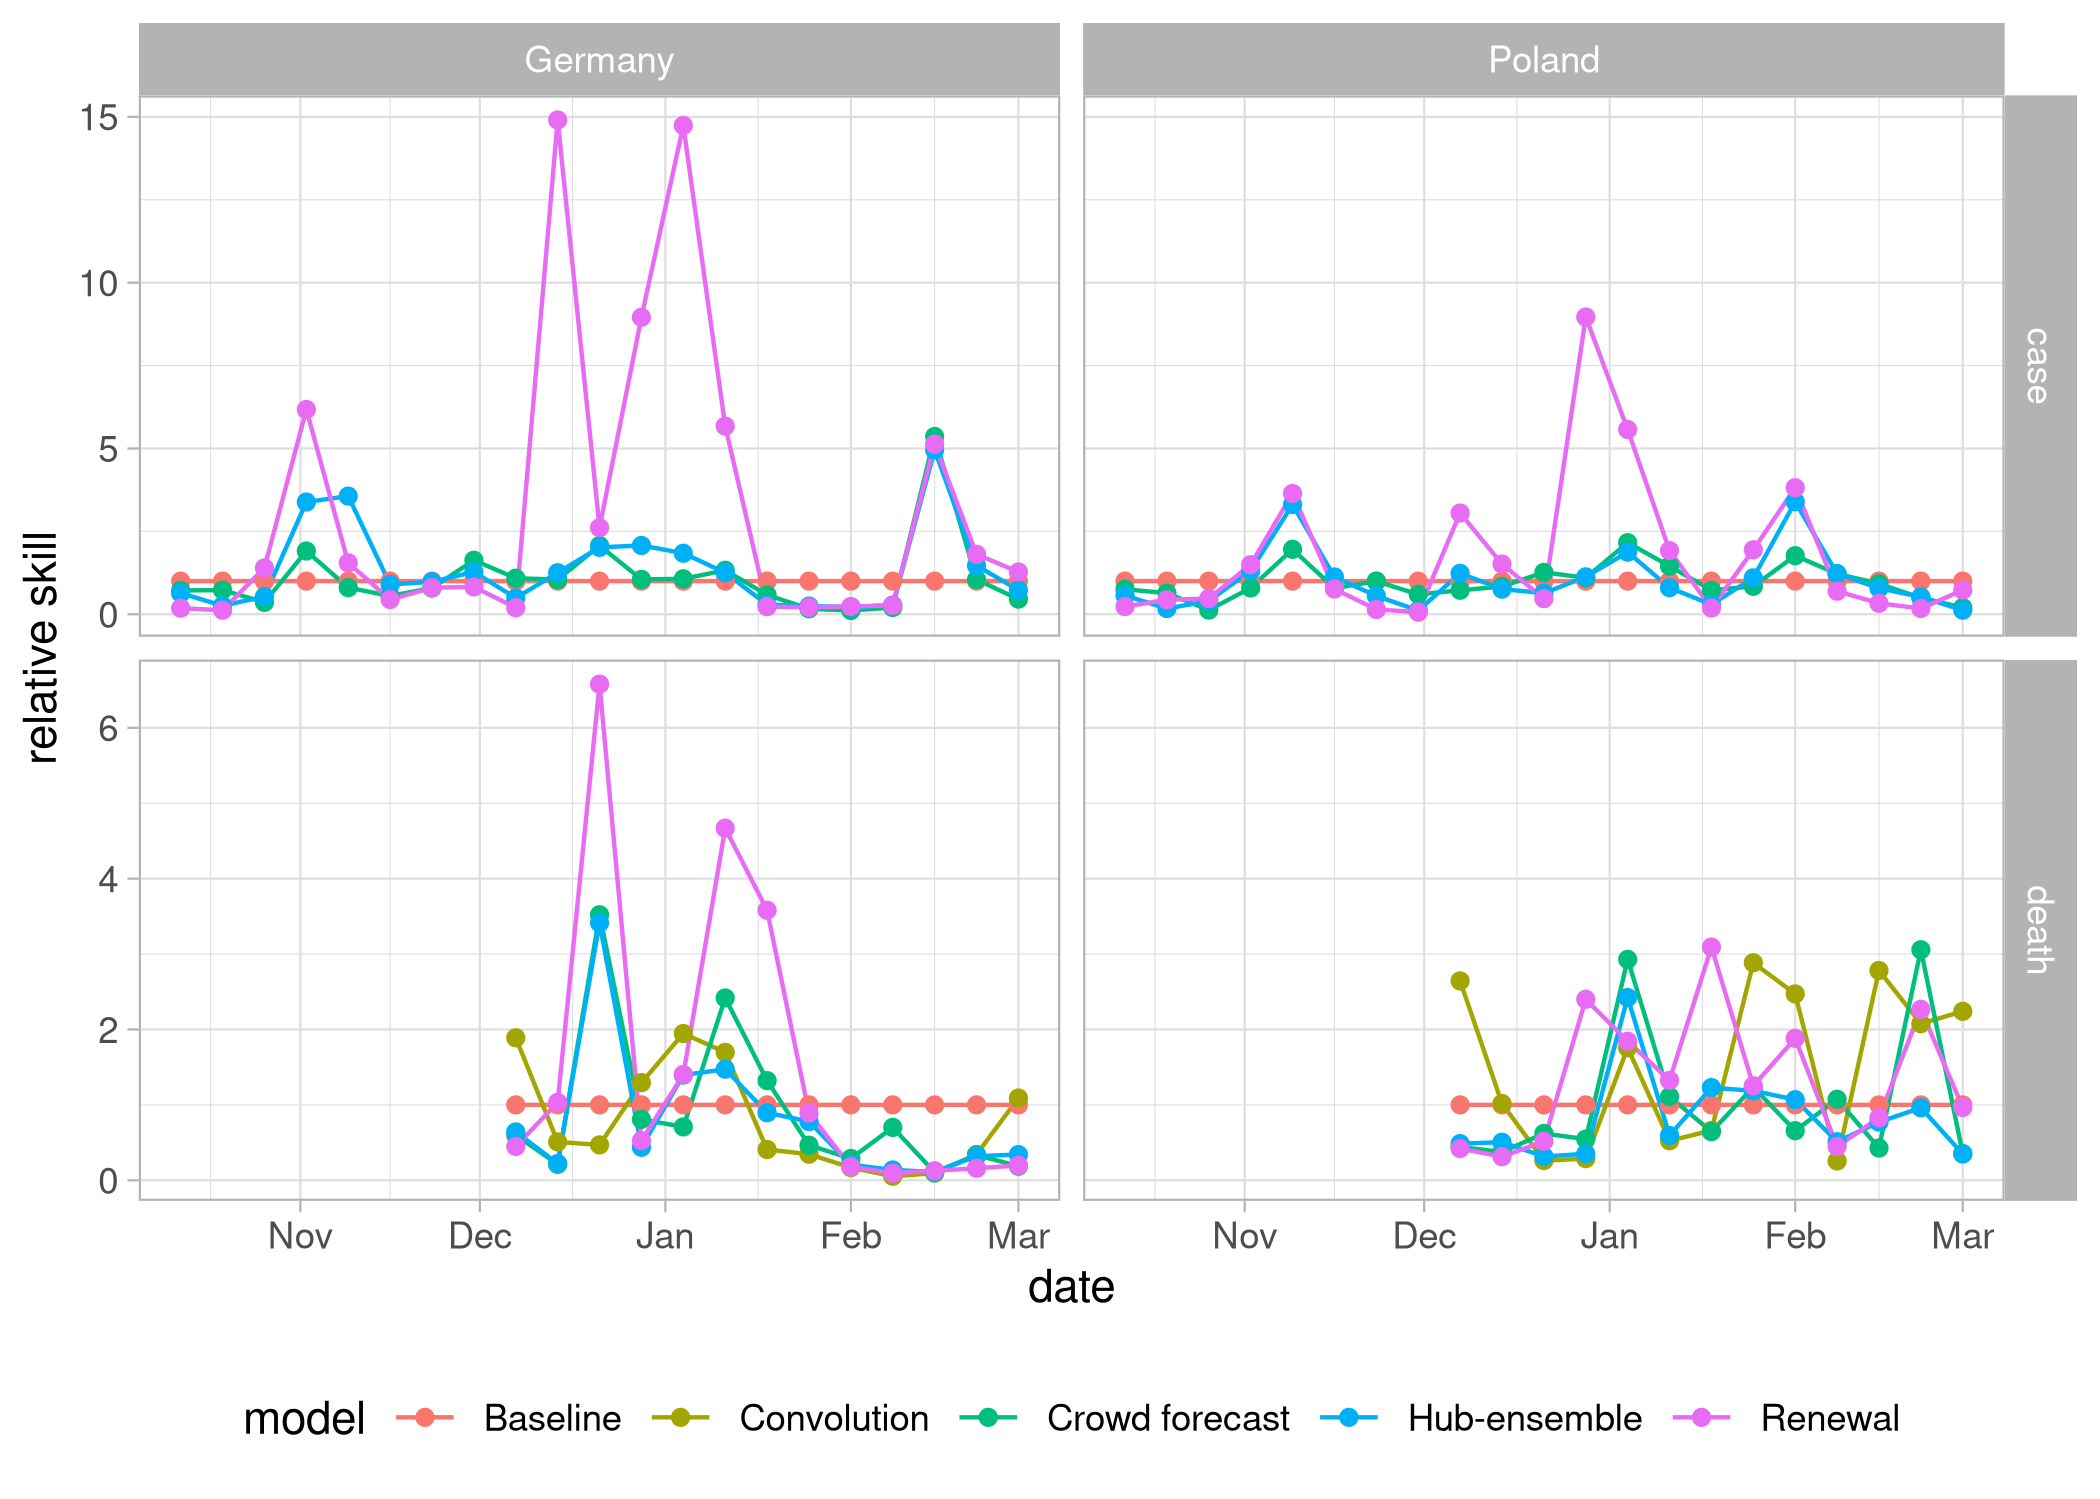 Germany
Poland
15
10
5
0
case
relative skill
6
4
2
0
death
Nov Dec Jan Feb Mar
Nov Dec Jan Feb Mar
date
model Baseline Convolution Crowd forecast Hub-ensemble Renewal